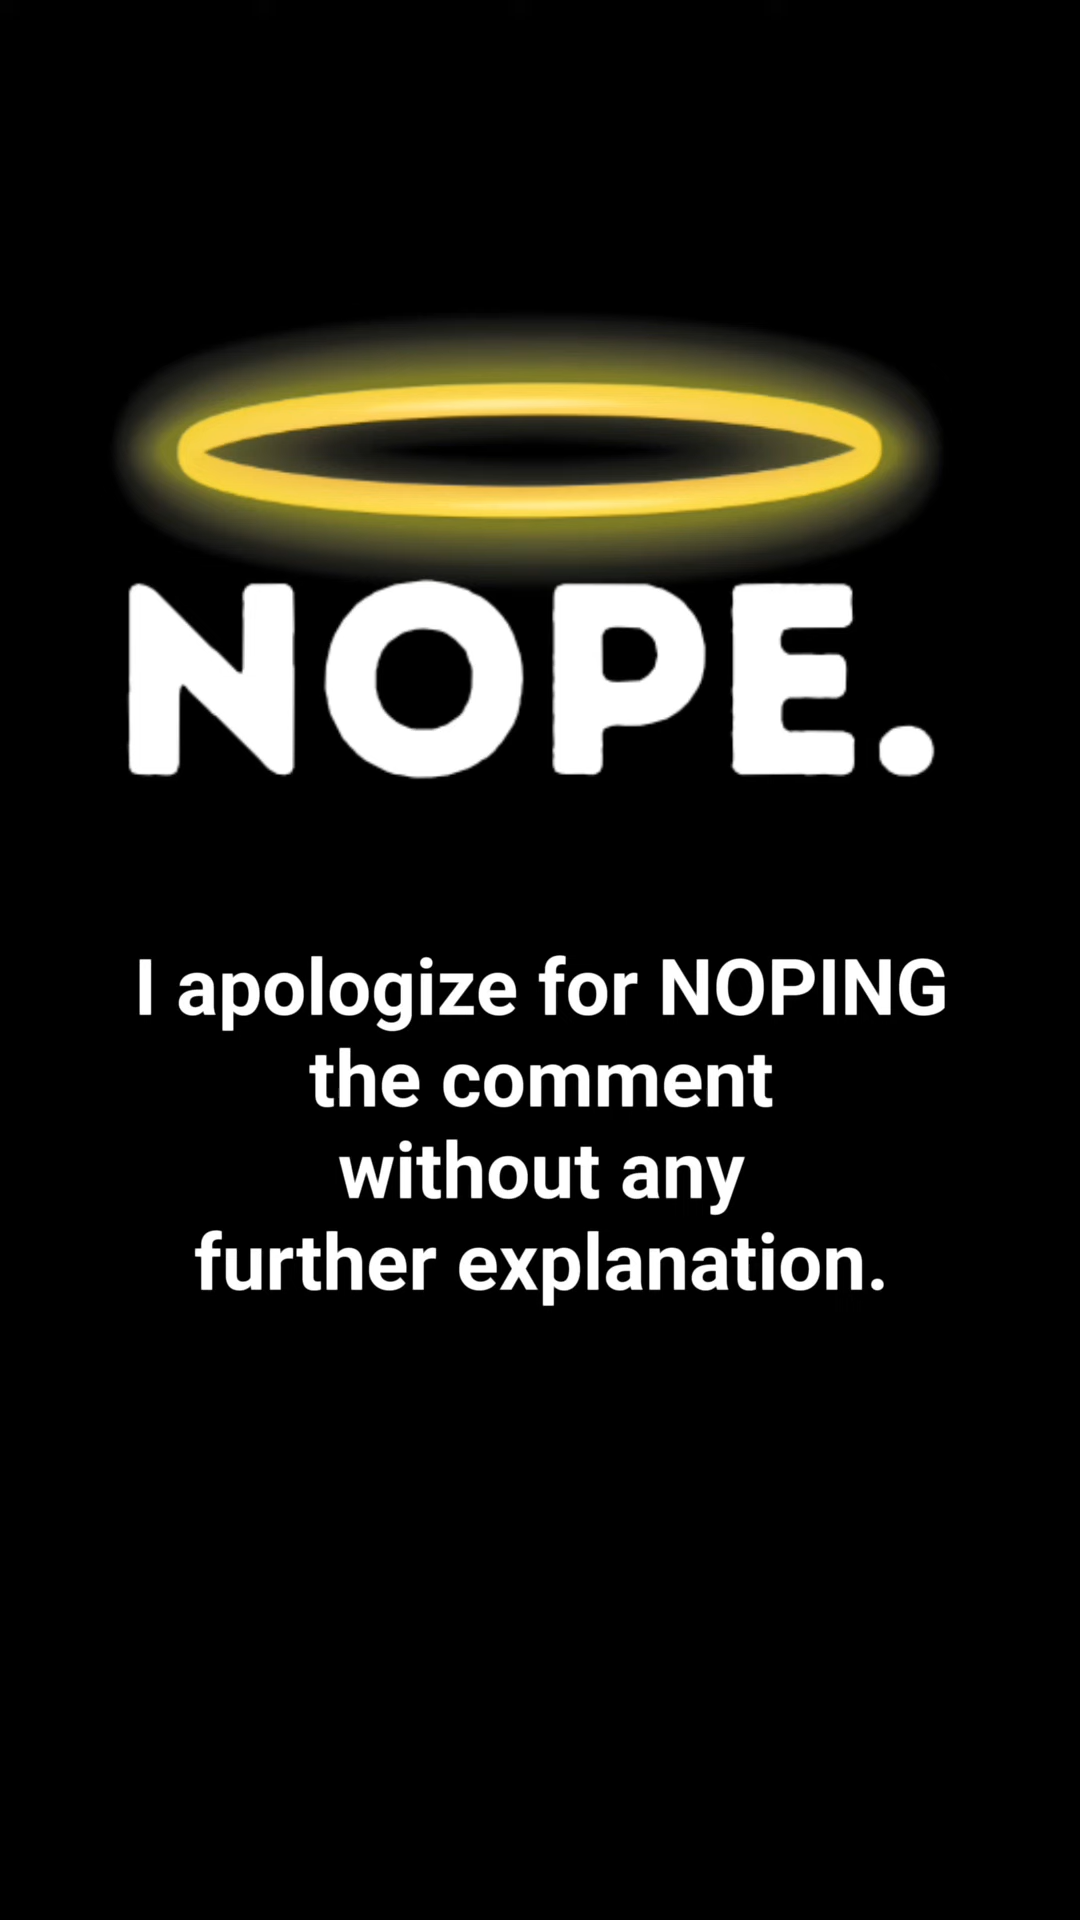 NOPE.
I apologize for NOPING
the comment
without any
further explanation.